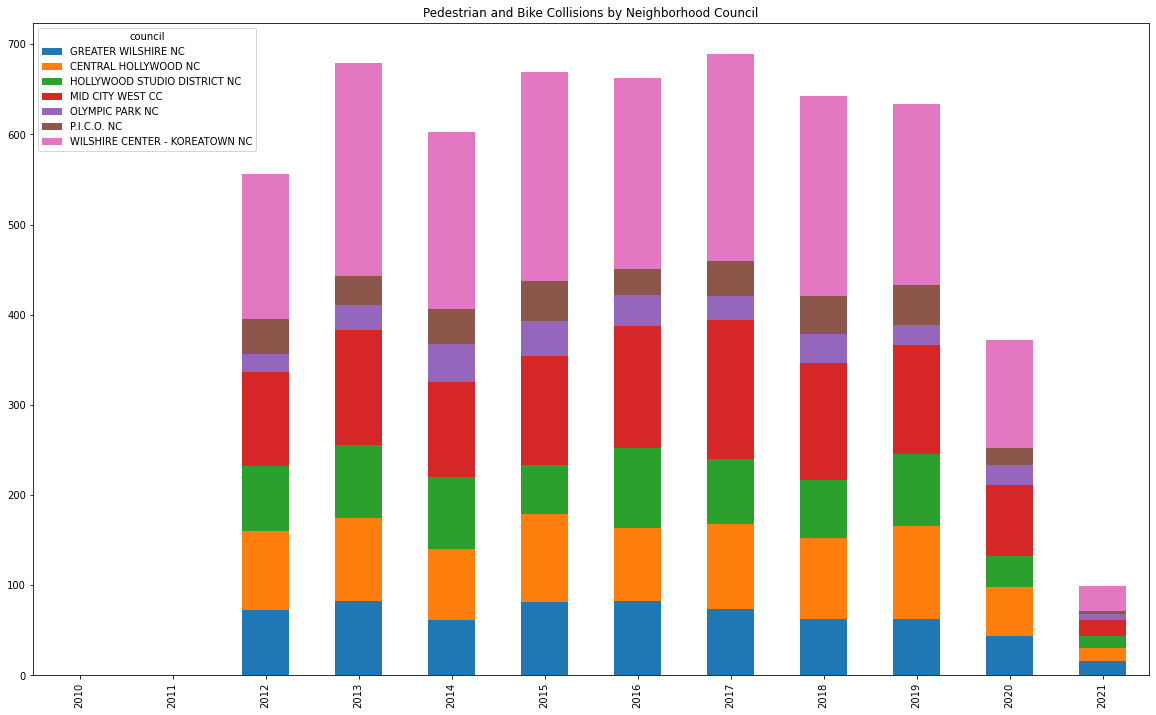 Pedestrian and Bike Collisions by Neighborhood Council
council
GREATER WILSHIRE NC
CENTRAL HOLLYWOOD NC
HOLLYWOOD STUDIO DISTRICT NC
MID CITY WEST CC
OLYMPIC PARK NC
P.I.C.O. NC
WILSHIRE CENTER - KOREATOWN NC
700
600
500
400
300
200
100
0
2010
2011
2012
2013
2014
2015
2016
2017
2018
2019
2020
2021